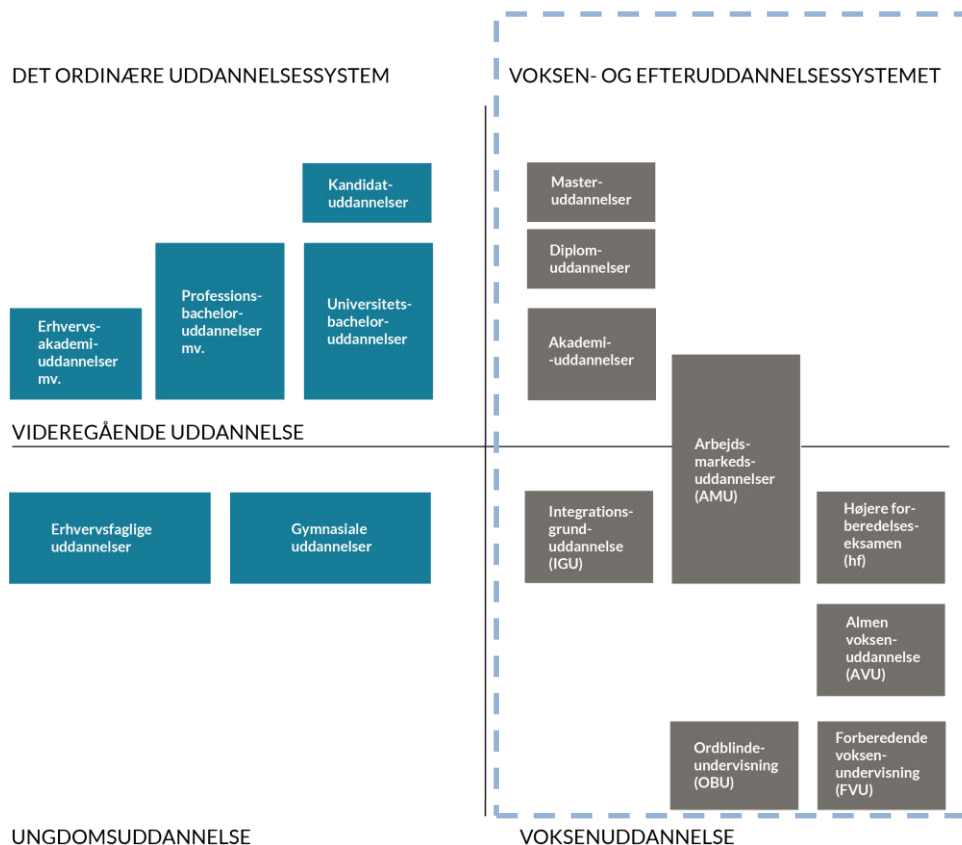 DET ORDINÆRE UDDANNELSESSYSTEM
Kandidat-
uddannelser
Professions-
bachelor-
uddannelser
mv.
Universitets-
bachelor-
uddannelser
Erhvervs-
akademi-
uddannelser
mv.
VIDEREGÅENDE UDDANNELSE
Erhvervsfaglige
uddannelser
Gymnasiale
uddannelser
UNGDOMSUDDANNELSE
VOKSEN- OG EFTERUDDANNELSESSYSTEMET
Master-
uddannelser
Diplom-
uddannelser
Akademi-
-uddannelser
Arbejds-
markeds-
uddannelser
(AMU)
Integrations-
grund-
uddannelse
(IGU)
Højere for-
beredelses-
eksamen
(hf)
Almen
voksen-
uddannelse
(AVU)
Ordblinde-
undervisning
(OBU)
Forberedende
voksen-
undervisning
(FVU)
VOKSENUDDANNELSE